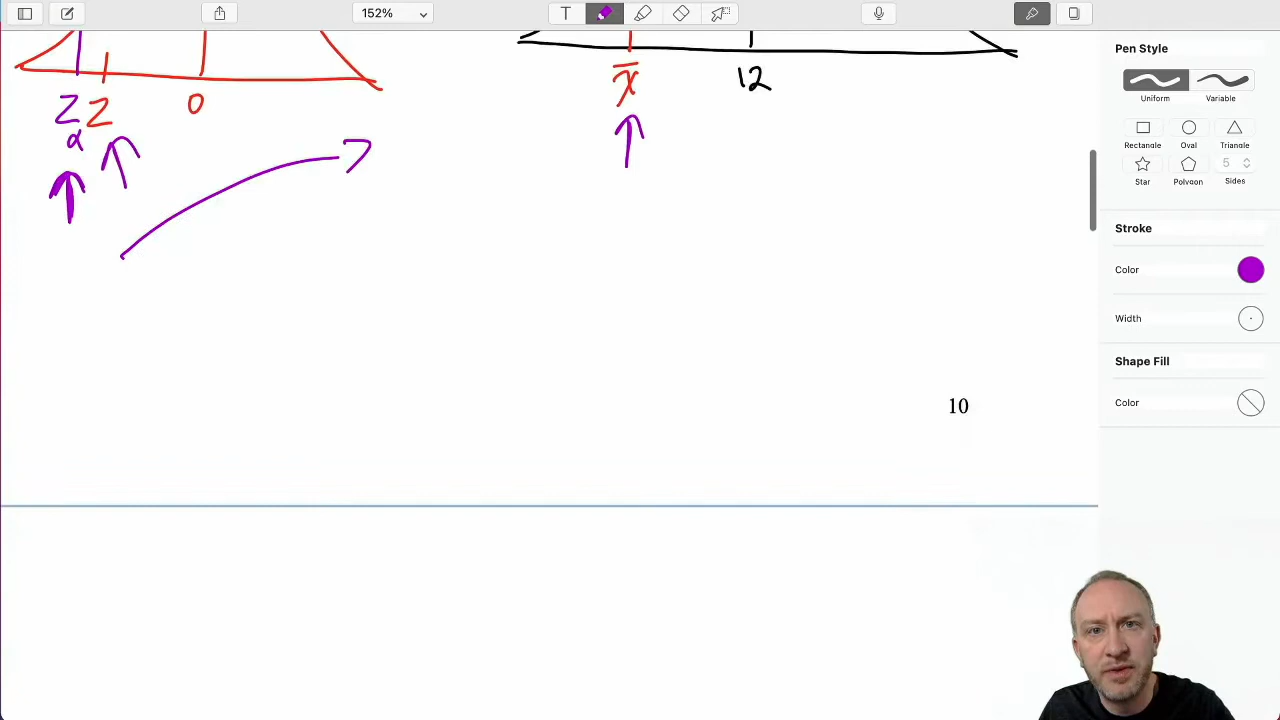 152%
T
Pen Style
Uniform Variable
Rectangle Oval Triangle
Star Polygon 5 Sides
Stroke
Color
Width
Shape Fill
Color
Z Z 0
α
x̅ 12
10